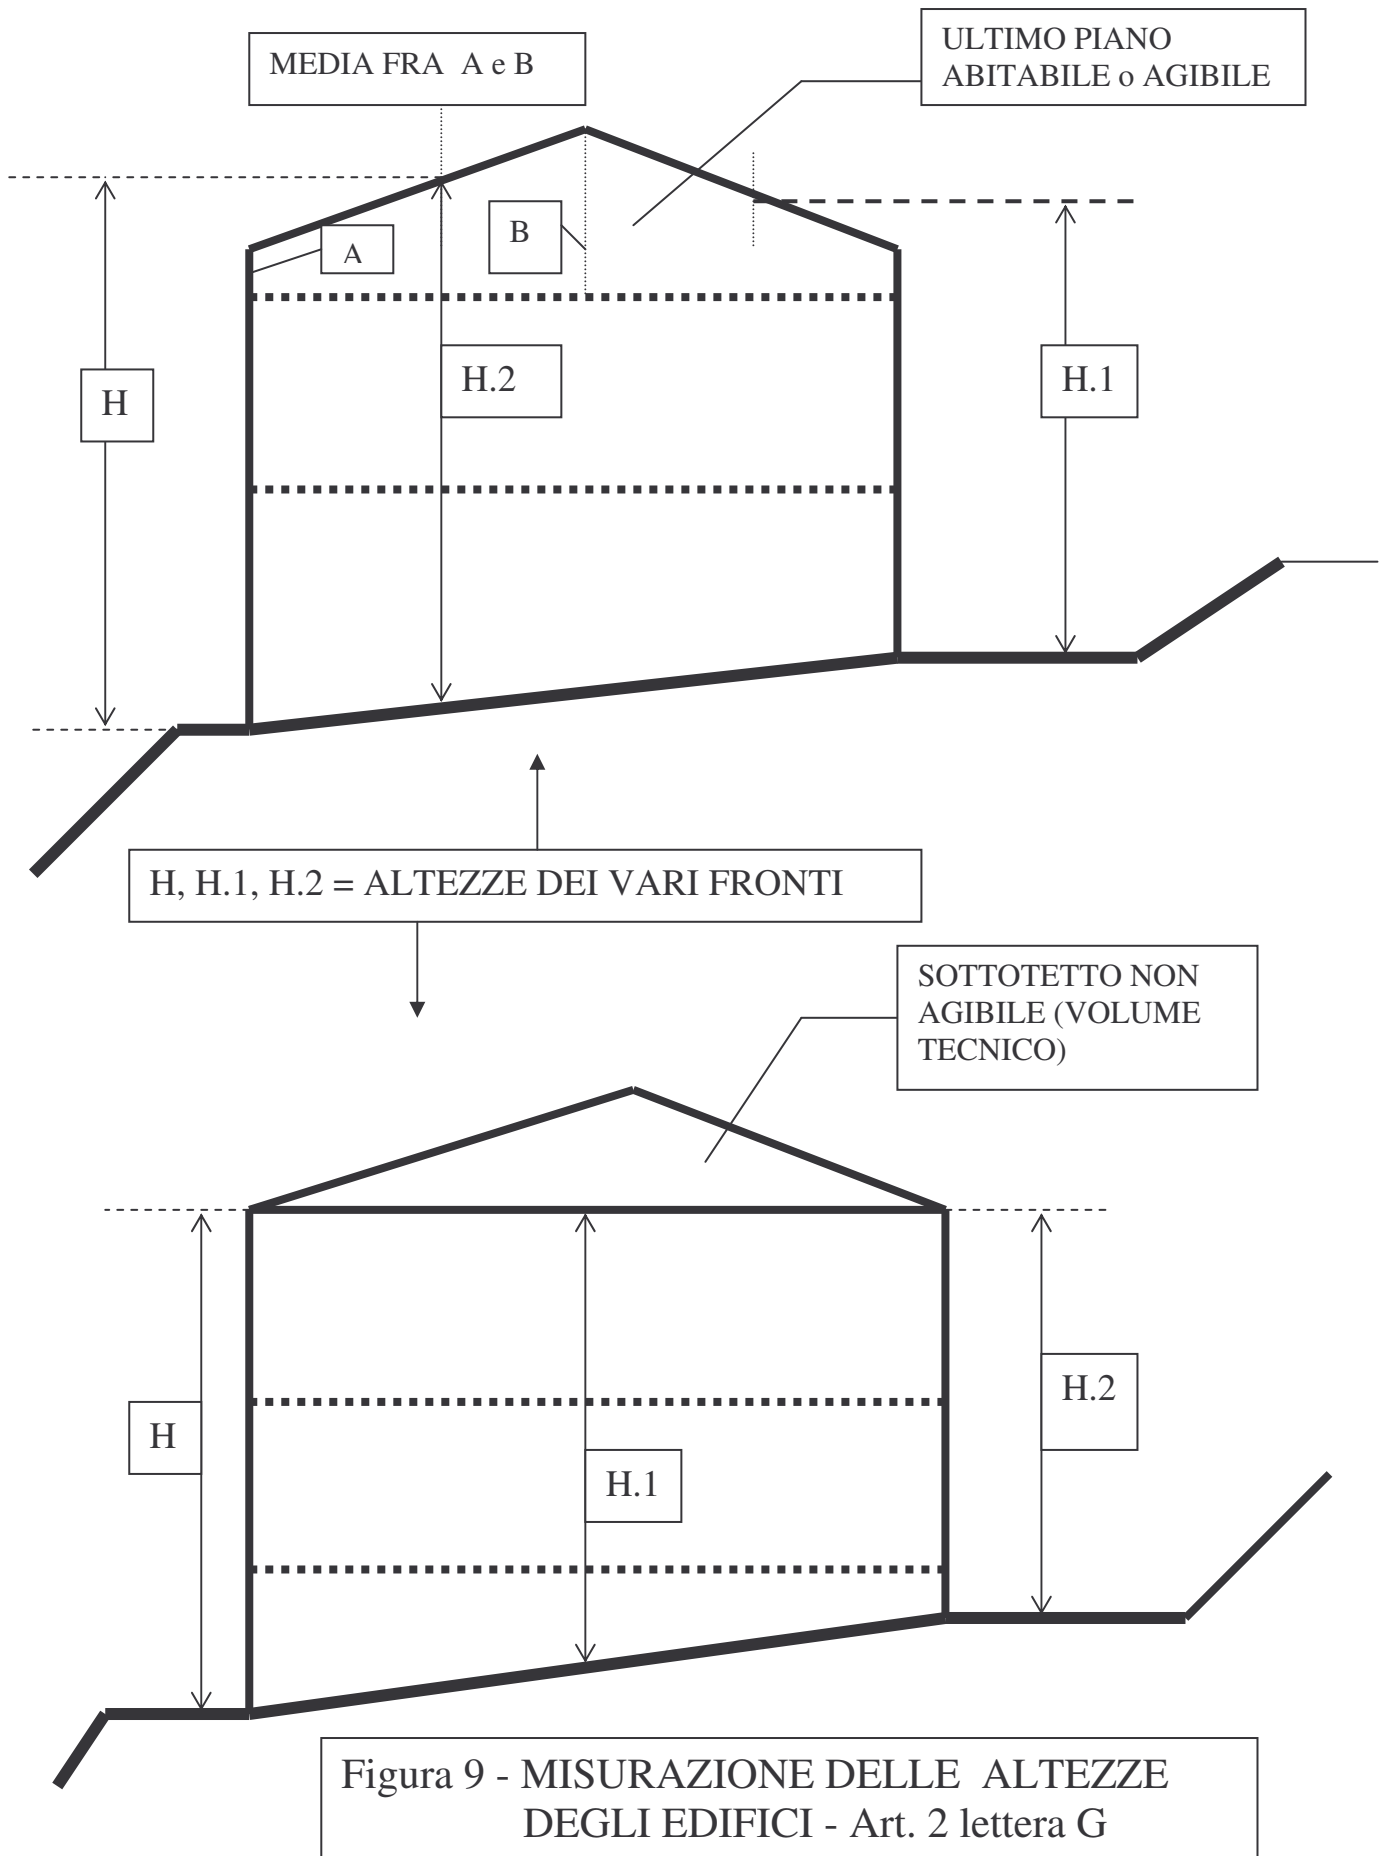 MEDIA FRA A e B
ULTIMO PIANO
ABITABILE o AGIBILE
A
B
H
H.2
H.1
H, H.1, H.2 = ALTEZZE DEI VARI FRONTI
SOTTOTETTO NON
AGIBILE (VOLUME
TECNICO)
H
H.1
H.2
Figura 9 - MISURAZIONE DELLE ALTEZZE
DEGLI EDIFICI - Art. 2 lettera G